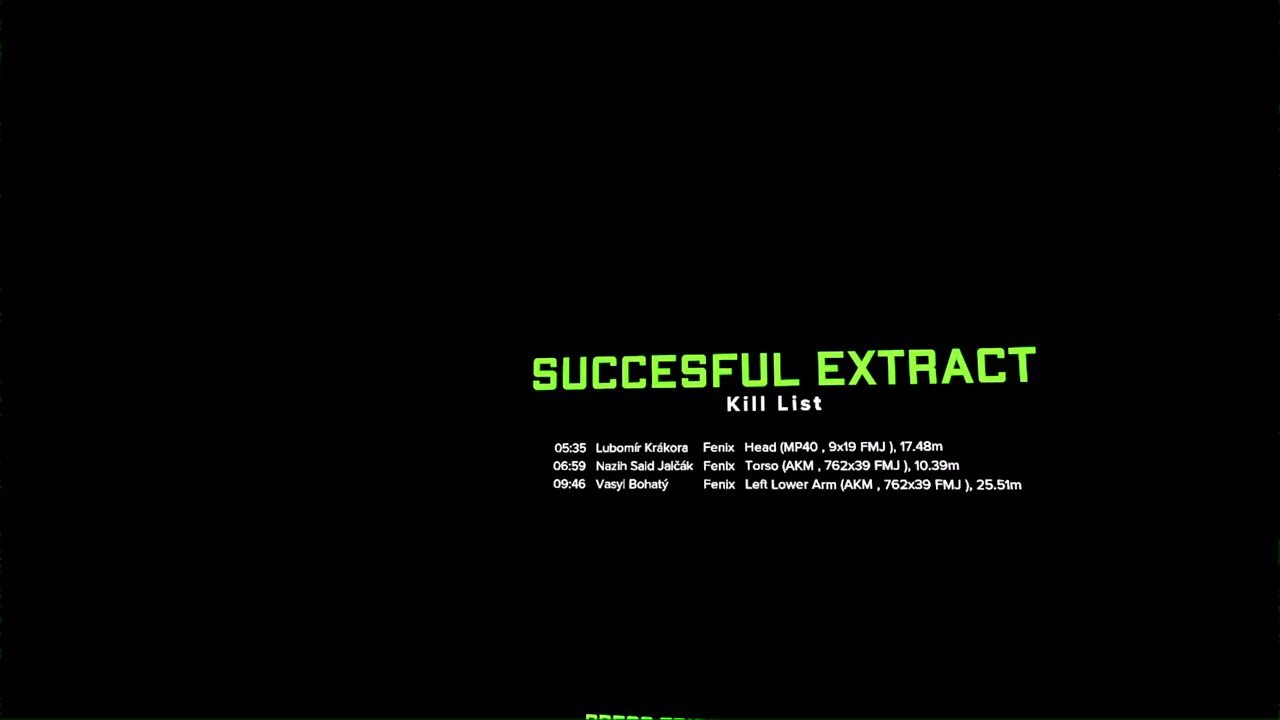 SUCCESFUL EXTRACT
Kill List
05:35 Lubomír Krákora Fenix Head (MP40 , 9x19 FMJ ), 17.48m
06:59 Nazih Said Jalčák Fenix Torso (AKM , 762x39 FMJ ), 10.39m
09:46 Vasyl Bohatý Fenix Left Lower Arm (AKM , 762x39 FMJ ), 25.51m